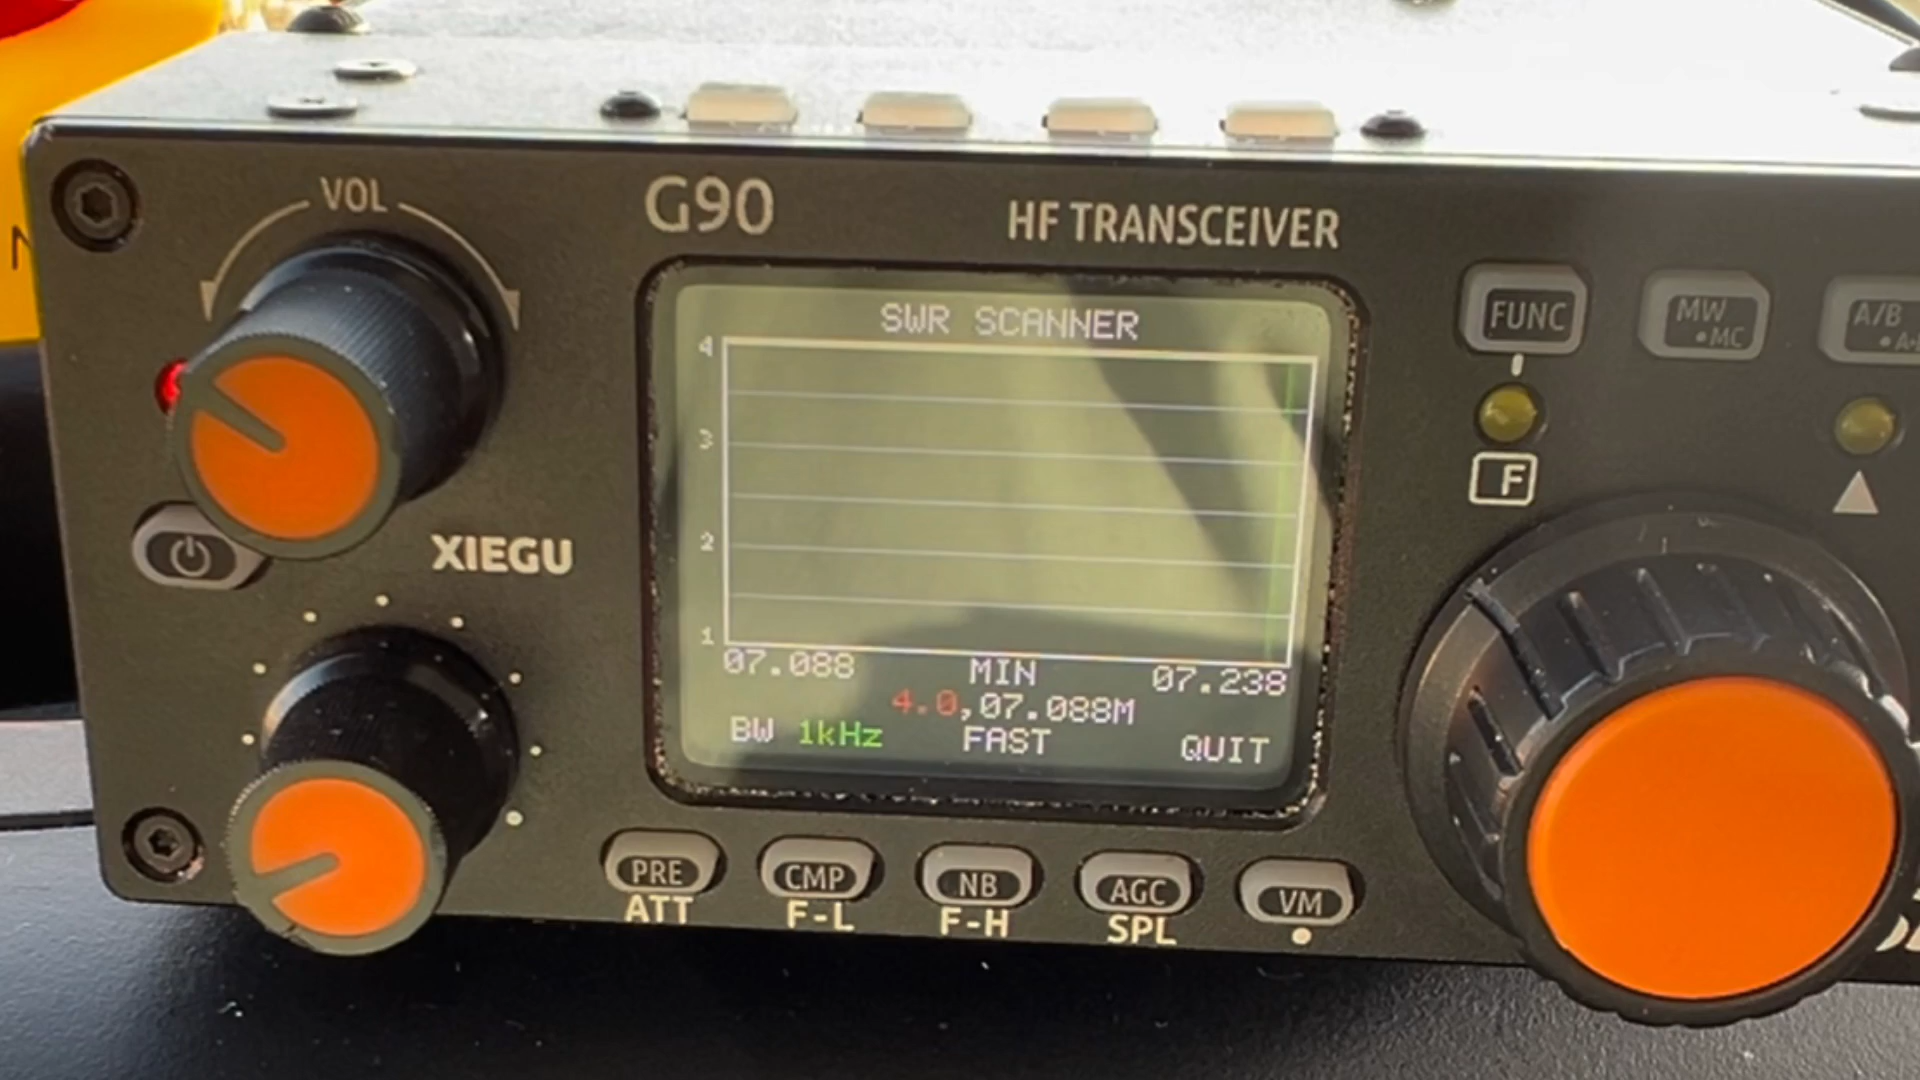 VOL
G90
HF TRANSCEIVER
FUNC
MW
•MC
A/B
F
XIEGU
SWR SCANNER
4
3
2
1
07.088 MIN 07.238
4.0,07.088M
BW 1kHz FAST QUIT
PRE CMP NB AGC VM
ATT F-L F-H SPL